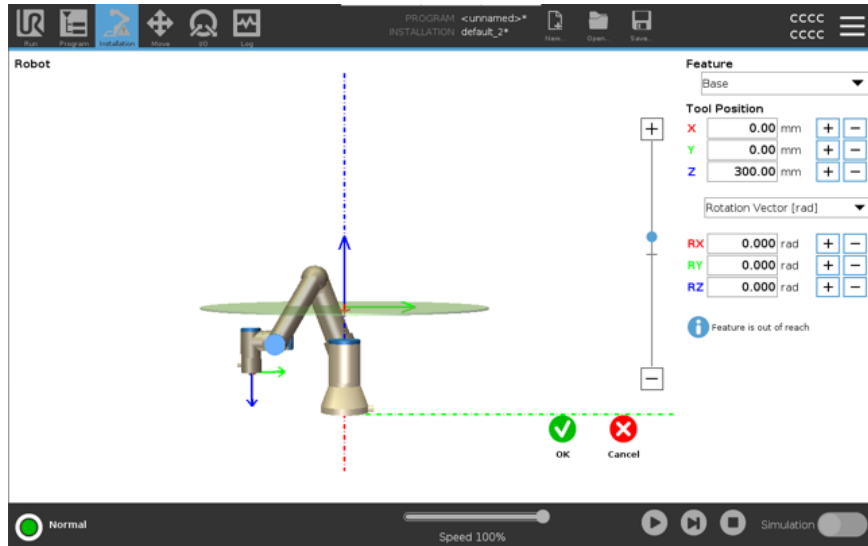 UR
PROGRAM <unnamed>*
INSTALLATION default_2*
cccc
cccc
Run Program Installation Move I/O Log New... Open... Save...
Robot
Feature
Base
Tool Position
X 0.00 mm + −
Y 0.00 mm + −
Z 300.00 mm + −
Rotation Vector [rad]
RX 0.000 rad + −
RY 0.000 rad + −
RZ 0.000 rad + −
i Feature is out of reach
OK Cancel
Normal
Speed 100%
Simulation